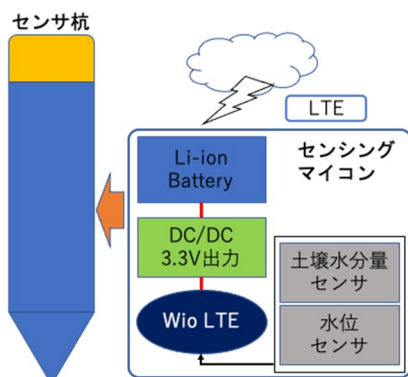 センサ杭
LTE
センシング
マイコン
Li-ion
Battery
DC/DC
3.3V出力
Wio LTE
土壌水分量
センサ
水位
センサ